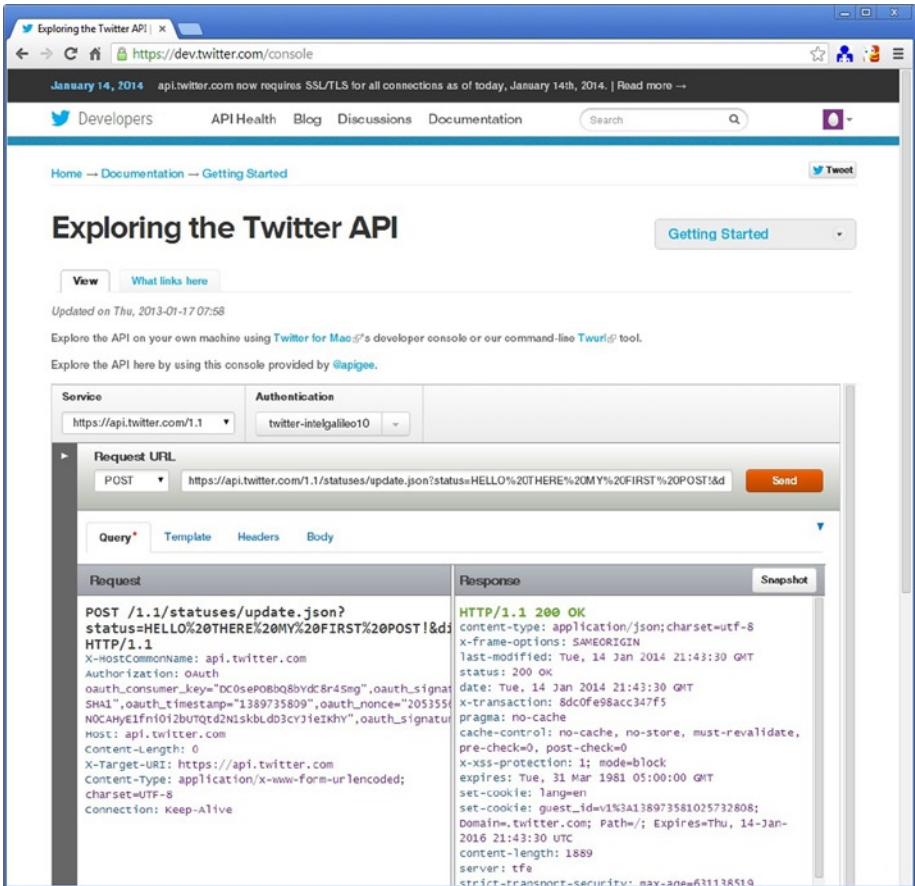 Exploring the Twitter API |
https://dev.twitter.com/console
January 14, 2014 api.twitter.com now requires SSL/TLS for all connections as of today, January 14th, 2014. | Read more →
Developers API Health Blog Discussions Documentation Search
Home → Documentation → Getting Started
Tweet
Exploring the Twitter API
Getting Started
View What links here
Updated on Thu, 2013-01-17 07:58
Explore the API on your own machine using Twitter for Mac's developer console or our command-line Twurl tool.
Explore the API here by using this console provided by @apigee.
Service Authentication
https://api.twitter.com/1.1 twitter-intelgalileo10
Request URL
POST https://api.twitter.com/1.1/statuses/update.json?status=HELLO%20THERE%20MY%20FIRST%20POST!&d Send
Query* Template Headers Body
Request
POST /1.1/statuses/update.json?
status=HELLO%20THERE%20MY%20FIRST%20POST!&di
HTTP/1.1
X-HostCommonName: api.twitter.com
Authorization: OAuth
oauth_consumer_key="DC0sePOBbQ8bYdC8r4Smg",oauth_signat
SHA1",oauth_timestamp="1389735809",oauth_nonce="2053556
NOCAHyE1fni0i2bUTQtd2N1skbLdD3cYJieIKhY",oauth_signatur
Host: api.twitter.com
Content-Length: 0
X-Target-URI: https://api.twitter.com
Content-Type: application/x-www-form-urlencoded;
charset=UTF-8
Connection: Keep-Alive
Response Snapshot
HTTP/1.1 200 OK
content-type: application/json;charset=utf-8
x-frame-options: SAMEORIGIN
last-modified: Tue, 14 Jan 2014 21:43:30 GMT
status: 200 OK
date: Tue, 14 Jan 2014 21:43:30 GMT
x-transaction: 8dc0fe98acc347f5
pragma: no-cache
cache-control: no-cache, no-store, must-revalidate,
pre-check=0, post-check=0
x-xss-protection: 1; mode=block
expires: Tue, 31 Mar 1981 05:00:00 GMT
set-cookie: lang=en
set-cookie: guest_id=v1%3A138973581025732808;
Domain=.twitter.com; Path=/; Expires=Thu, 14-Jan-
2016 21:43:30 UTC
content-length: 1889
server: tfe
strict-transport-security: max-age=631138519